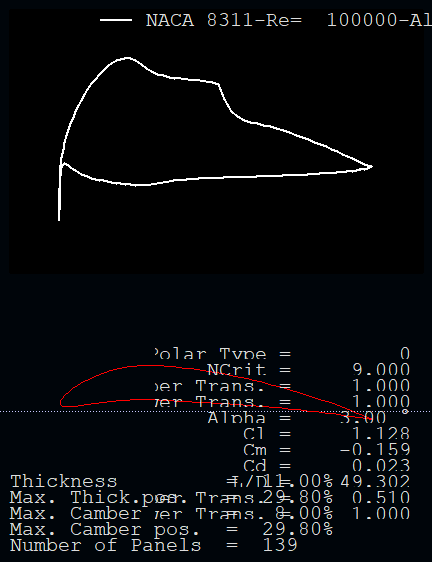 NACA 8311-Re= 100000-Al
Polar Type = 0
NCrit = 9.000
per Trans. = 1.000
per Trans. = 1.000
Alpha = 3.00 °
Cl = 1.128
Cm = -0.159
Cd = 0.023
L/D = 49.302
Thickness = 11.00%
Max. Thick.pos. = 29.80%
per Trans. = 0.510
Max. Camber = 8.00%
per Trans. = 1.000
Max. Camber pos. = 29.80%
Number of Panels = 139